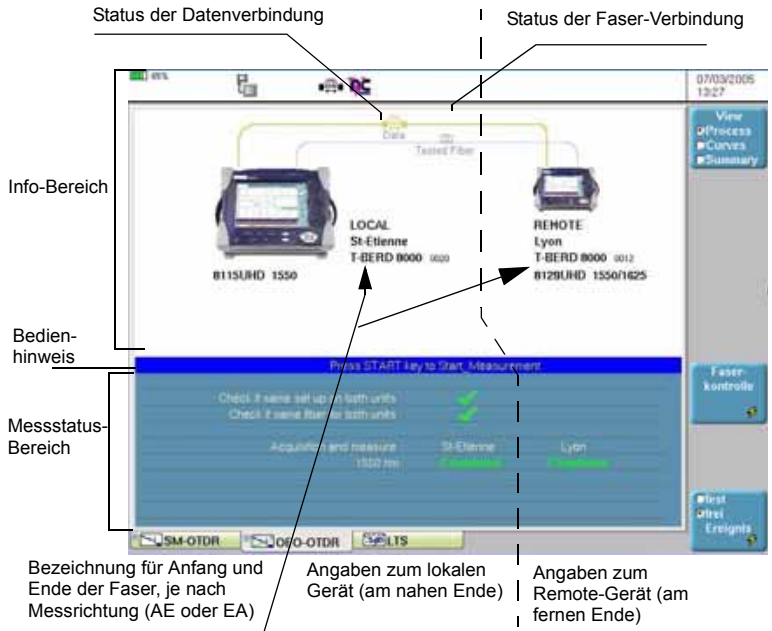 Status der Datenverbindung
Status der Faser-Verbindung
07/03/2005
13:27
View
Process
Curves
Summary
Data
Tested Fiber
Info-Bereich
LOCAL
St-Etienne
T-BERD 8000 0020
8115UHD 1550
REMOTE
Lyon
T-BERD 8000 0012
8129UHD 1550/1625
Bedien-
hinweis
Press START key to Start_Measurement
Faser-
kontrolle
Messstatus-
Bereich
Check if same set up on both units
Check if same fiber on both units
Acquisition and measure St-Etienne Lyon
1550 nm
frei
Ereignis
SM-OTDR
OEO-OTDR
LTS
Bezeichnung für Anfang und
Ende der Faser, je nach
Messrichtung (AE oder EA)
Angaben zum lokalen
Gerät (am nahen Ende)
Angaben zum
Remote-Gerät (am
fernen Ende)